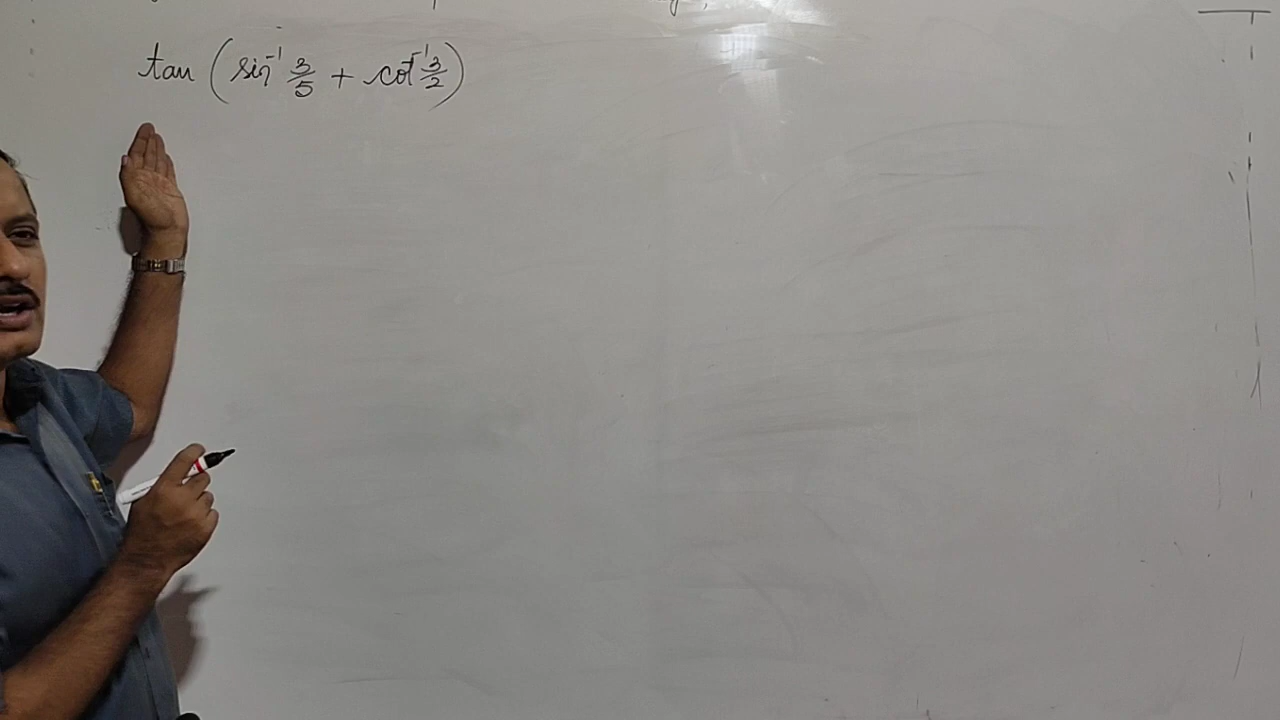 tan (sin⁻¹ 3/5 + cot⁻¹ 3/2)